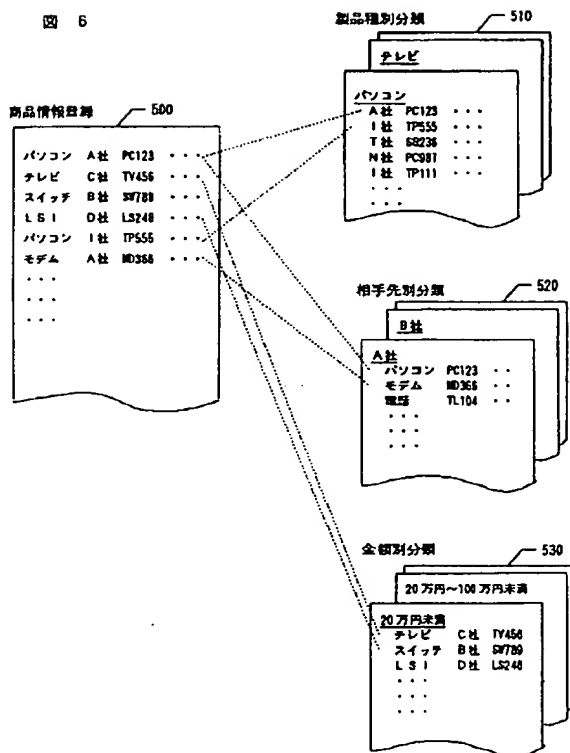 図 6
商品情報登録
500
パソコン A社 PC123 ・・・
テレビ C社 TY456 ・・・
スイッチ B社 SW789 ・・・
LSI D社 LS248 ・・・
パソコン I社 TP555 ・・・
モデム A社 MD366 ・・・
・・・
・・・
・・・
製品種別分類
510
テレビ
パソコン
A社 PC123 ・・・
I社 TP555 ・・・
T社 SB236 ・・・
N社 PC987 ・・・
I社 TP111 ・・・
・・・
・・・
相手先別分類
520
B社
A社
パソコン PC123 ・・
モデム MD366 ・・
電話 TL104 ・・
・・・
・・・
・・・
金額別分類
530
20万円~100万円未満
20万円未満
テレビ C社 TY456
スイッチ B社 SW789
LSI D社 LS248
・・・
・・・
・・・